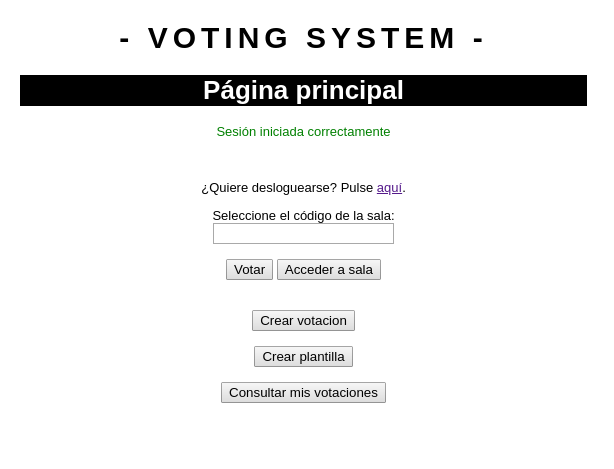 - VOTING SYSTEM -
Página principal
Sesión iniciada correctamente
¿Quiere desloguearse? Pulse aquí.
Seleccione el código de la sala:
Votar Acceder a sala
Crear votacion
Crear plantilla
Consultar mis votaciones